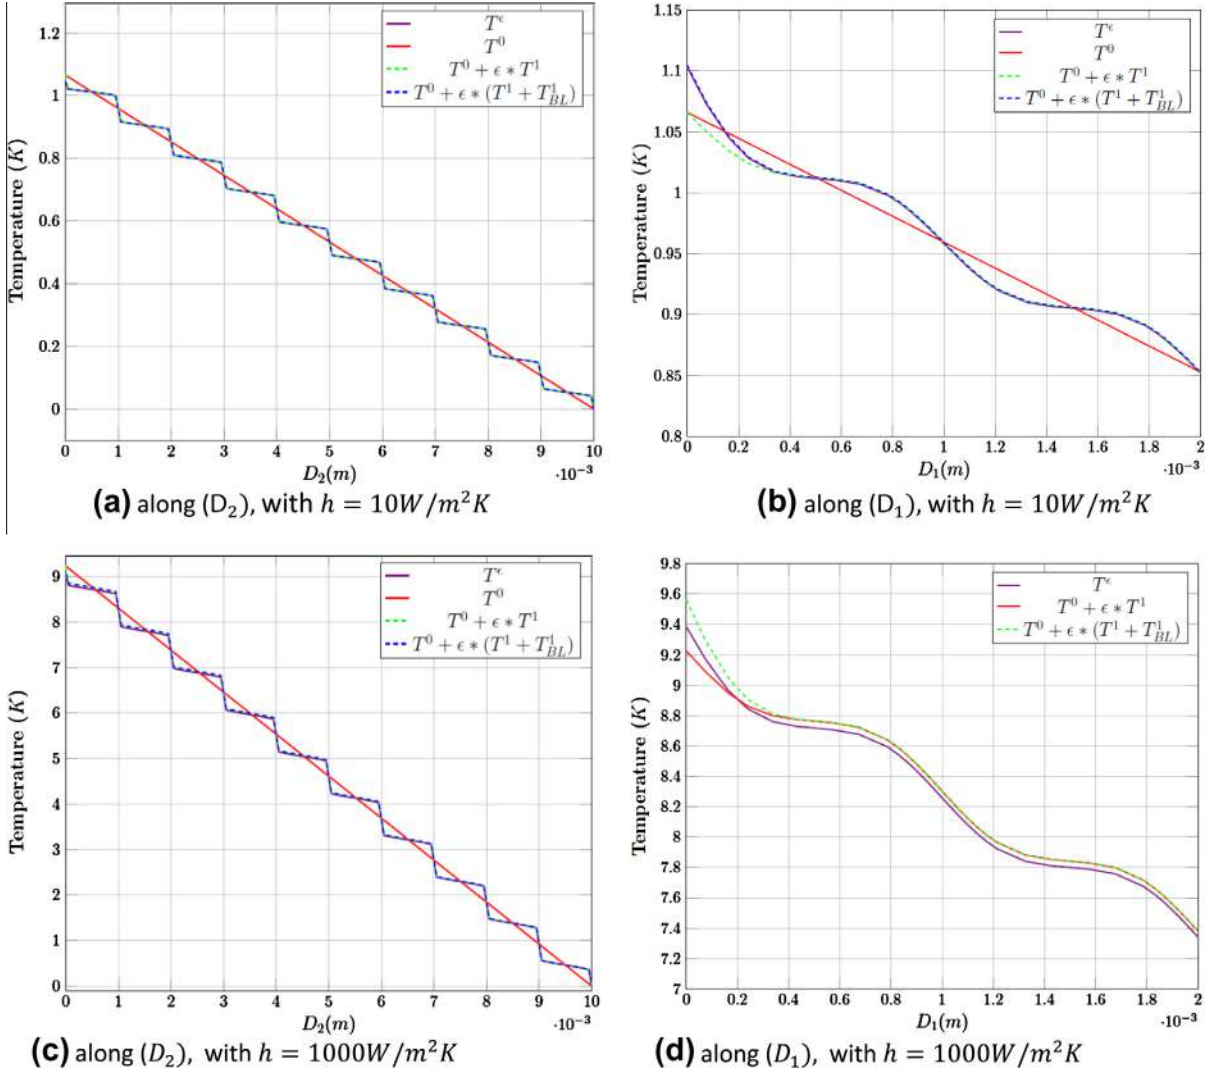 1.2
1
0.8
0.6
0.4
0.2
0
Temperature (K)
T^ϵ
T^0
T^0 + ϵ * T^1
T^0 + ϵ * (T^1 + T^1_{BL})
0 1 2 3 4 5 6 7 8 9 10
D_2(m)
·10^{-3}
(a) along (D_2), with h = 10W/m^2K
1.15
1.1
1.05
1
0.95
0.9
0.85
0.8
Temperature (K)
T^ϵ
T^0
T^0 + ϵ * T^1
T^0 + ϵ * (T^1 + T^1_{BL})
0 0.2 0.4 0.6 0.8 1 1.2 1.4 1.6 1.8 2
D_1(m)
·10^{-3}
(b) along (D_1), with h = 10W/m^2K
9
8
7
6
5
4
3
2
1
0
Temperature (K)
T^ϵ
T^0
T^0 + ϵ * T^1
T^0 + ϵ * (T^1 + T^1_{BL})
0 1 2 3 4 5 6 7 8 9 10
D_2(m)
·10^{-3}
(c) along (D_2), with h = 1000W/m^2K
9.8
9.6
9.4
9.2
9
8.8
8.6
8.4
8.2
8
7.8
7.6
7.4
7.2
7
Temperature (K)
T^ϵ
T^0 + ϵ * T^1
T^0 + ϵ * (T^1 + T^1_{BL})
0 0.2 0.4 0.6 0.8 1 1.2 1.4 1.6 1.8 2
D_1(m)
·10^{-3}
(d) along (D_1), with h = 1000W/m^2K